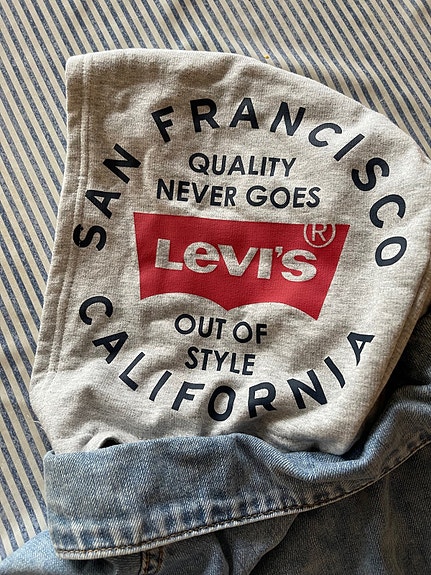 SAN FRANCISCO
QUALITY
NEVER GOES
LEVI'S®
OUT OF
STYLE
CALIFORNIA